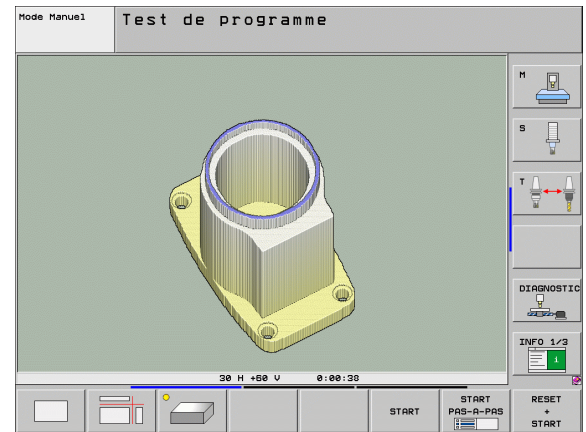 Mode Manuel
Test de programme
M
S
T
DIAGNOSTIC
INFO 1/3
1
30 H +60 V 0:00:38
START
START
PAS-A-PAS
RESET
+
START